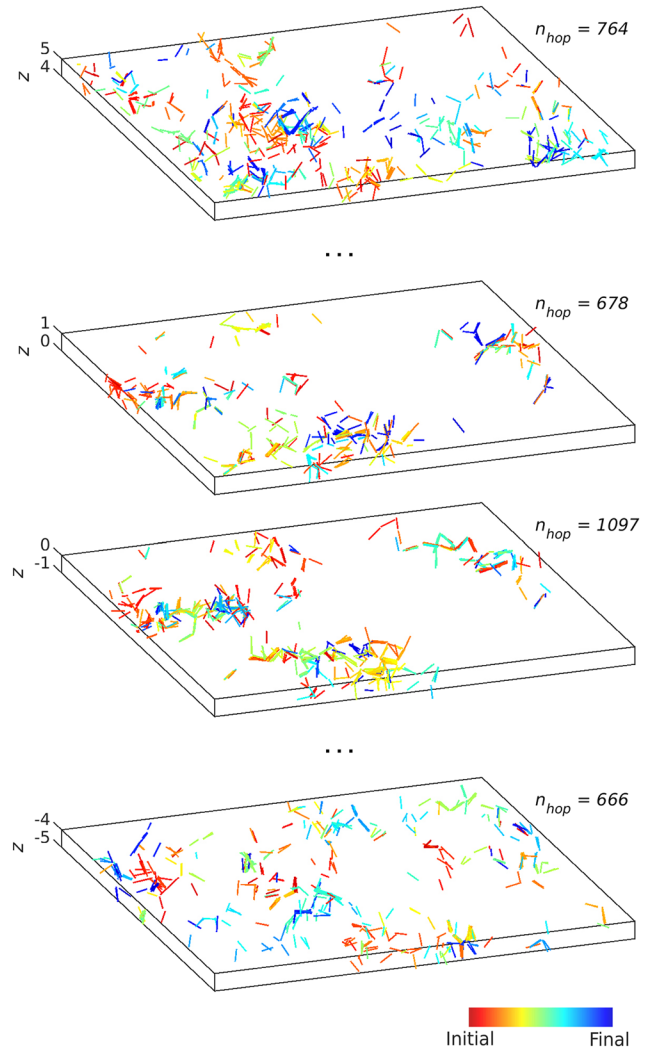 5
4
z
n_hop = 764
...
1
0
z
n_hop = 678
0
-1
z
n_hop = 1097
...
-4
-5
z
n_hop = 666
Initial Final